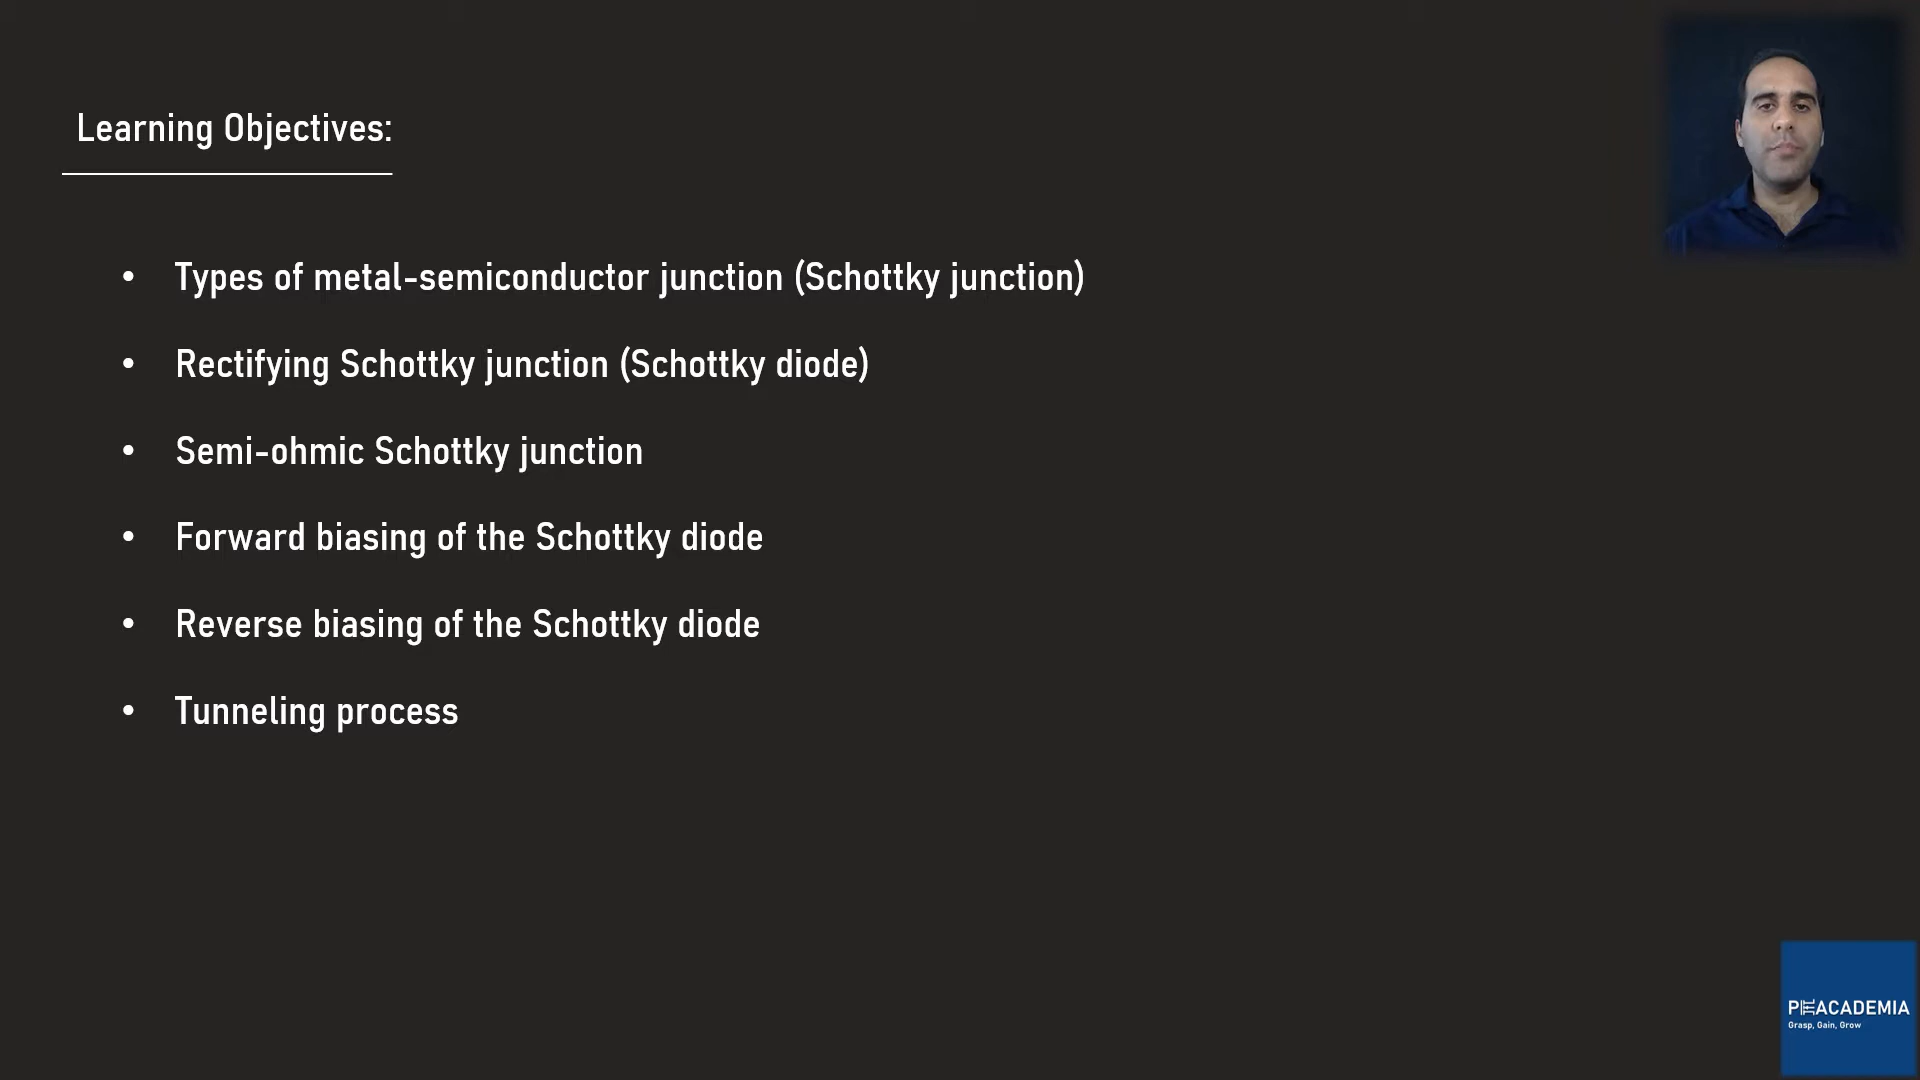 Learning Objectives:
• Types of metal-semiconductor junction (Schottky junction)
• Rectifying Schottky junction (Schottky diode)
• Semi-ohmic Schottky junction
• Forward biasing of the Schottky diode
• Reverse biasing of the Schottky diode
• Tunneling process
Grasp, Gain, Grow